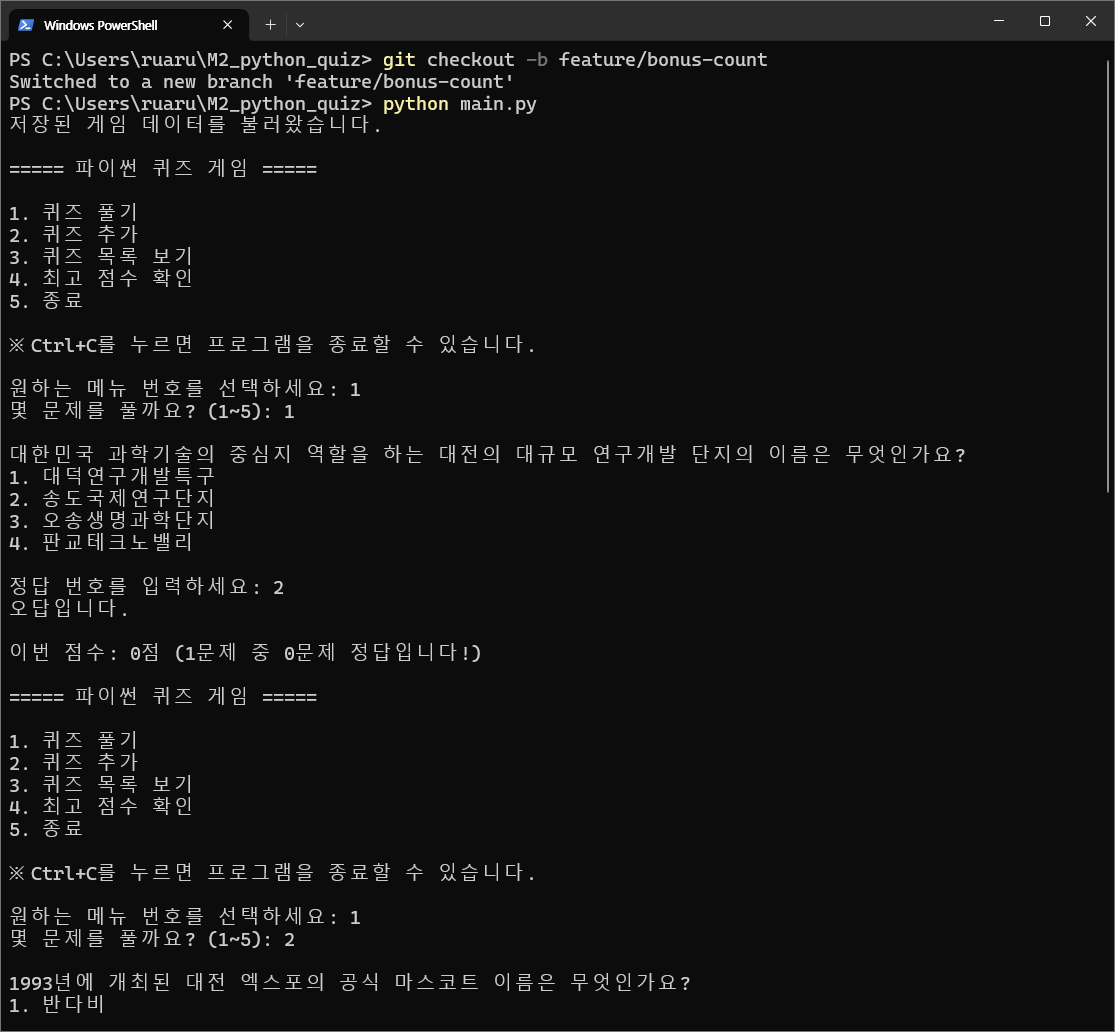 Windows PowerShell
PS C:\Users\ruaru\M2_python_quiz> git checkout -b feature/bonus-count
Switched to a new branch 'feature/bonus-count'
PS C:\Users\ruaru\M2_python_quiz> python main.py
저장된 게임 데이터를 불러왔습니다.
===== 파이썬 퀴즈 게임 =====
1. 퀴즈 풀기
2. 퀴즈 추가
3. 퀴즈 목록 보기
4. 최고 점수 확인
5. 종료
※ Ctrl+C를 누르면 프로그램을 종료할 수 있습니다.
원하는 메뉴 번호를 선택하세요: 1
몇 문제를 풀까요? (1~5): 1
대한민국 과학기술의 중심지 역할을 하는 대전의 대규모 연구개발 단지의 이름은 무엇인가요?
1. 대덕연구개발특구
2. 송도국제연구단지
3. 오송생명과학단지
4. 판교테크노밸리
정답 번호를 입력하세요: 2
오답입니다.
이번 점수: 0점 (1문제 중 0문제 정답입니다!)
===== 파이썬 퀴즈 게임 =====
1. 퀴즈 풀기
2. 퀴즈 추가
3. 퀴즈 목록 보기
4. 최고 점수 확인
5. 종료
※ Ctrl+C를 누르면 프로그램을 종료할 수 있습니다.
원하는 메뉴 번호를 선택하세요: 1
몇 문제를 풀까요? (1~5): 2
1993년에 개최된 대전 엑스포의 공식 마스코트 이름은 무엇인가요?
1. 반다비